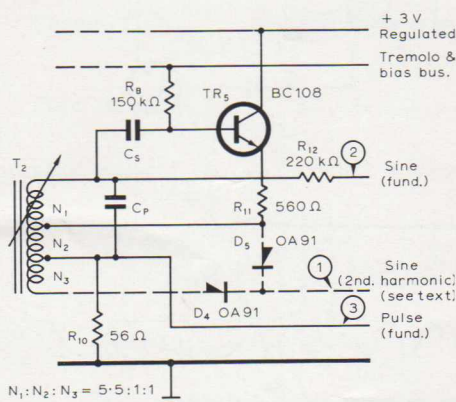 + 3 V
Regulated
Tremolo &
bias bus.
R8
150 kΩ
TR5
BC108
CS
R12
220 kΩ
2
Sine
(fund.)
T2
N1
CP
R11
560 Ω
N2
D5
OA91
1
Sine
(2nd. harmonic)
(see text)
N3
D4 OA91
3
Pulse
(fund.)
R10
56 Ω
N1:N2:N3 = 5·5:1:1